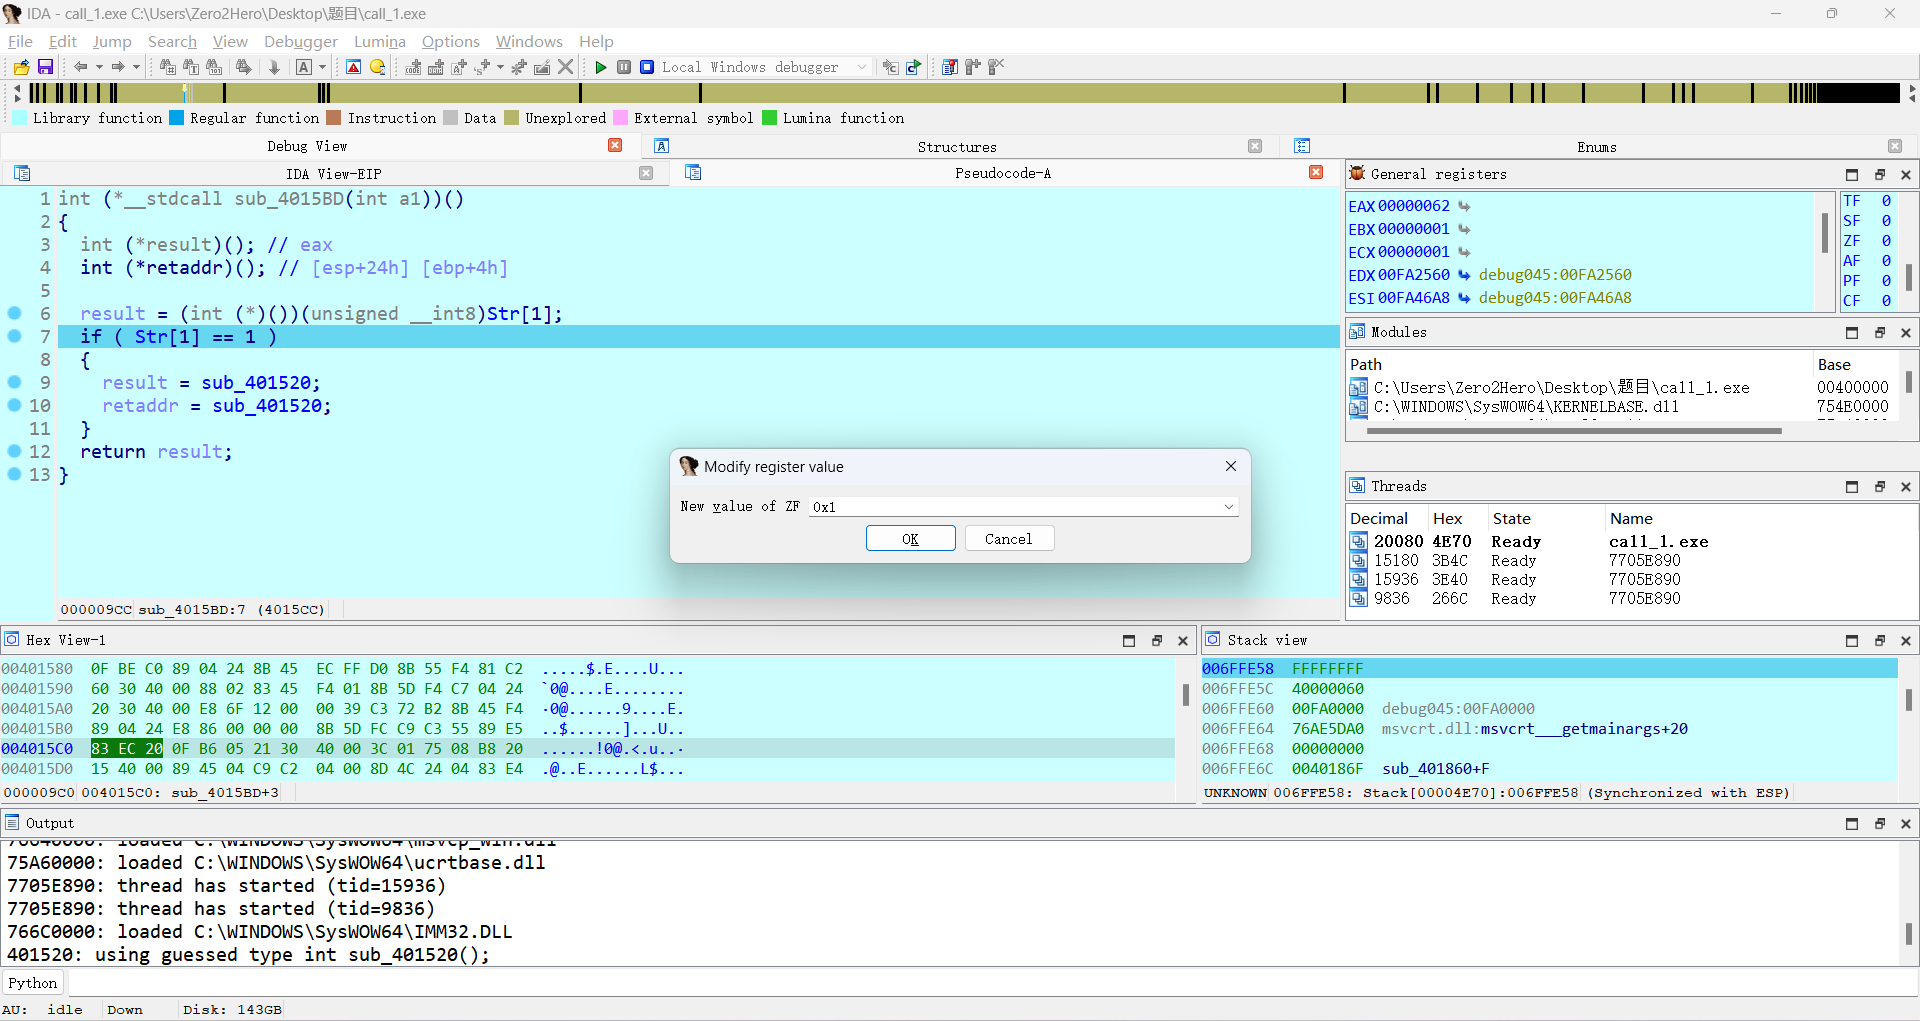 IDA - call_1.exe C:\Users\Zero2Hero\Desktop\题目\call_1.exe
File Edit Jump Search View Debugger Lumina Options Windows Help
Local Windows debugger
Library function Regular function Instruction Data Unexplored External symbol Lumina function
Debug View Structures Enums
IDA View-EIP Pseudocode-A
1 int (*__stdcall sub_4015BD(int a1))()
2 {
3 int (*result)(); // eax
4 int (*retaddr)(); // [esp+24h] [ebp+4h]
5
6 result = (int (*)())(unsigned __int8)Str[1];
7 if ( Str[1] == 1 )
8 {
9 result = sub_401520;
10 retaddr = sub_401520;
11 }
12 return result;
13 }
000009CC sub_4015BD:7 (4015CC)
General registers
EAX 00000062
EBX 00000001
ECX 00000001
EDX 00FA2560 debug045:00FA2560
ESI 00FA46A8 debug045:00FA46A8
TF 0
SF 0
ZF 0
AF 0
PF 0
CF 0
Modules
Path Base
C:\Users\Zero2Hero\Desktop\题目\call_1.exe 00400000
C:\WINDOWS\SysWOW64\KERNELBASE.dll 754E0000
Modify register value
New value of ZF 0x1
OK Cancel
Threads
Decimal Hex State Name
20080 4E70 Ready call_1.exe
15180 3B4C Ready 7705E890
15936 3E40 Ready 7705E890
9836 266C Ready 7705E890
Hex View-1
00401580 0F BE C0 89 04 24 8B 45 EC FF D0 8B 55 F4 81 C2 .....$.E....U...
00401590 60 30 40 00 88 02 83 45 F4 01 8B 5D F4 C7 04 24 `0@....E........
004015A0 20 30 40 00 E8 6F 12 00 00 39 C3 72 B2 8B 45 F4 ·0@......9....E.
004015B0 89 04 24 E8 86 00 00 00 8B 5D FC C9 C3 55 89 E5 ..$......]...U..
004015C0 83 EC 20 0F B6 05 21 30 40 00 3C 01 75 08 B8 20 ......!0@.<.u..·
004015D0 15 40 00 89 45 04 C9 C2 04 00 8D 4C 24 04 83 E4 .@..E......L$...
000009C0 004015C0: sub_4015BD+3
Stack view
006FFE58 FFFFFFFF
006FFE5C 40000060
006FFE60 00FA0000 debug045:00FA0000
006FFE64 76AE5DA0 msvcrt.dll:msvcrt___getmainargs+20
006FFE68 00000000
006FFE6C 0040186F sub_401860+F
UNKNOWN 006FFE58: Stack[00004E70]:006FFE58 (Synchronized with ESP)
Output
loaded C:\WINDOWS\SysWOW64\msvcp_win.dll
75A60000: loaded C:\WINDOWS\SysWOW64\ucrtbase.dll
7705E890: thread has started (tid=15936)
7705E890: thread has started (tid=9836)
766C0000: loaded C:\WINDOWS\SysWOW64\IMM32.DLL
401520: using guessed type int sub_401520();
Python
AU: idle Down Disk: 143GB